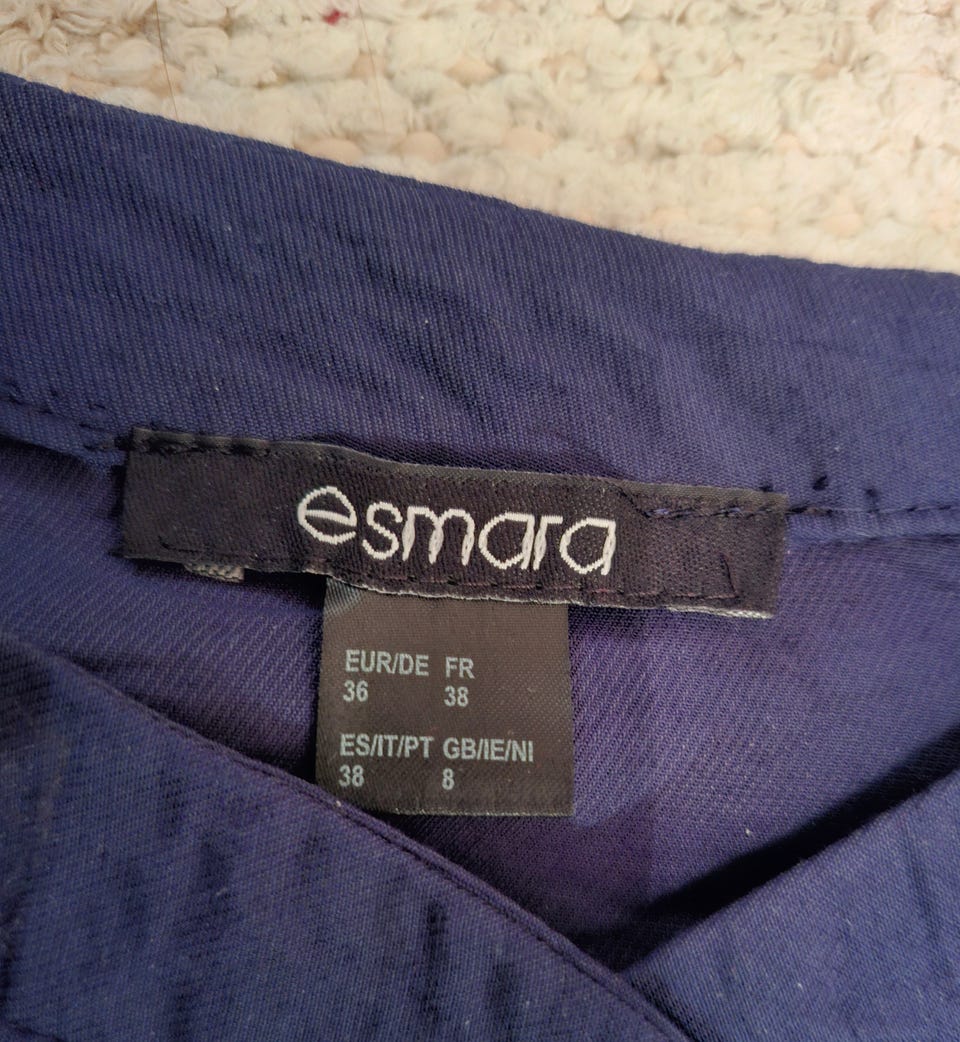 esmara
EUR/DE FR
36 38
ES/IT/PT GB/IE/NI
38 8